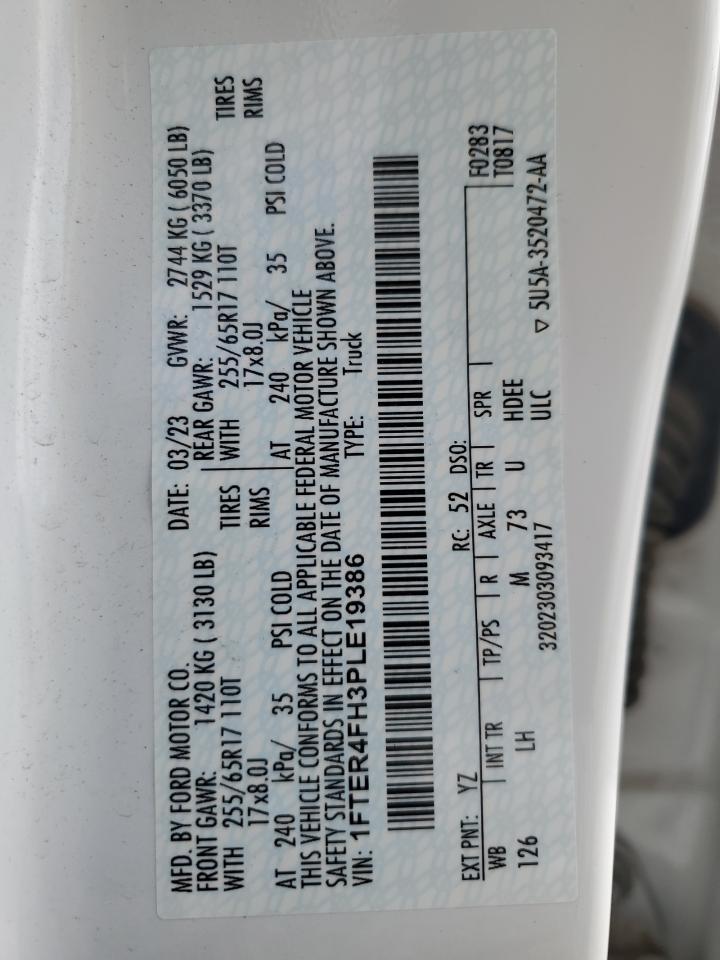 MFD. BY FORD MOTOR CO. DATE: 03/23 GVWR: 2744 KG ( 6050 LB)
FRONT GAWR: 1420 KG ( 3130 LB) REAR GAWR: 1529 KG ( 3370 LB)
WITH 255/65R17 110T TIRES WITH 255/65R17 110T TIRES
17x8.0J RIMS 17x8.0J RIMS
AT 240 kPa/ 35 PSI COLD AT 240 kPa/ 35 PSI COLD
THIS VEHICLE CONFORMS TO ALL APPLICABLE FEDERAL MOTOR VEHICLE
SAFETY STANDARDS IN EFFECT ON THE DATE OF MANUFACTURE SHOWN ABOVE.
VIN: 1FTER4FH3PLE19386 TYPE: Truck
EXT PNT: YZ RC: 52 DSO: F0283
WB INT TR TP/PS R AXLE TR SPR T0817
126 LH M 73 U HDEE
3202303093417 ULC ▽ 5U5A-3520472-AA